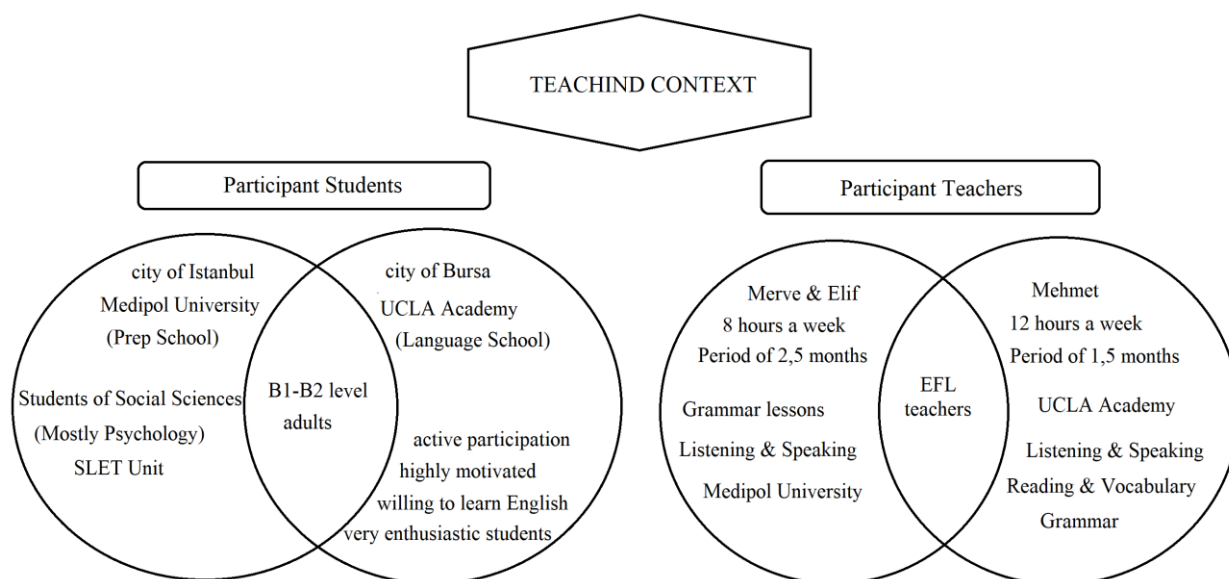 TEACHIND CONTEXT
Participant Students
Participant Teachers
city of Istanbul
Medipol University
(Prep School)
Students of Social Sciences
(Mostly Psychology)
SLET Unit
B1-B2 level
adults
city of Bursa
UCLA Academy
(Language School)
active participation
highly motivated
willing to learn English
very enthusiastic students
Merve & Elif
8 hours a week
Period of 2,5 months
Grammar lessons
Listening & Speaking
Medipol University
EFL
teachers
Mehmet
12 hours a week
Period of 1,5 months
UCLA Academy
Listening & Speaking
Reading & Vocabulary
Grammar